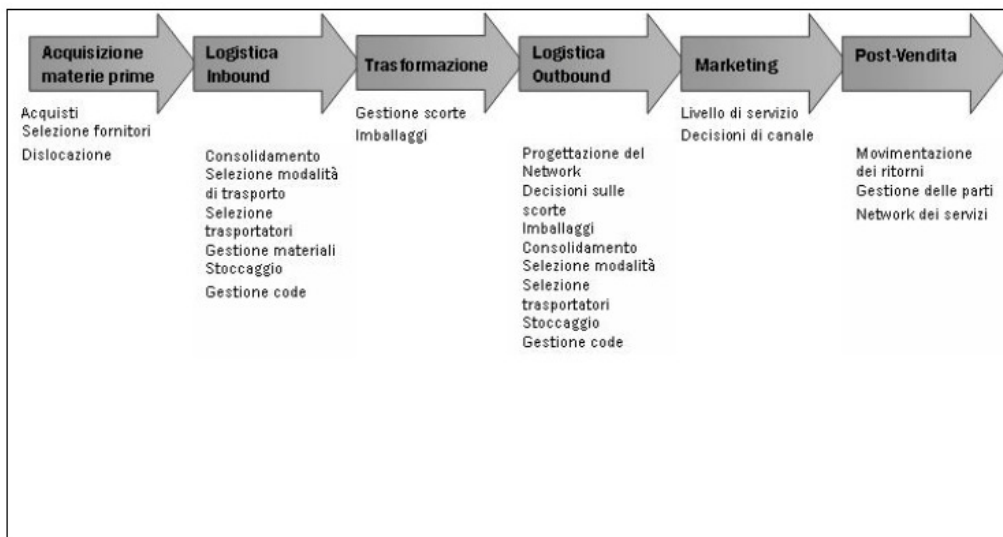 Acquisizione
materie prime
Acquisti
Selezione fornitori
Dislocazione
Logistica
Inbound
Consolidamento
Selezione modalità
di trasporto
Selezione
trasportatori
Gestione materiali
Stoccaggio
Gestione code
Trasformazione
Gestione scorte
Imballaggi
Logistica
Outbound
Progettazione del
Network
Decisioni sulle
scorte
Imballaggi
Consolidamento
Selezione modalità
Selezione
trasportatori
Stoccaggio
Gestione code
Marketing
Livello di servizio
Decisioni di canale
Post-Vendita
Movimentazione
dei ritorni
Gestione delle parti
Network dei servizi